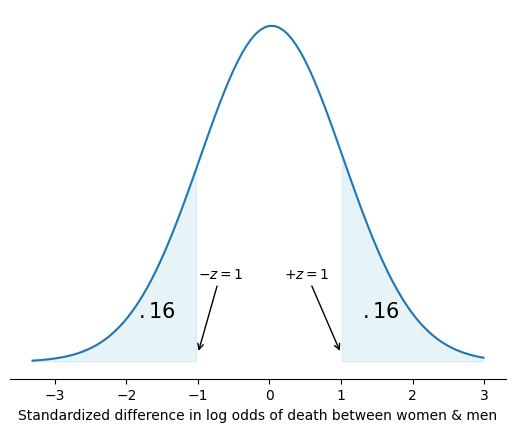 −z = 1
+z = 1
. 16
. 16
−3 −2 −1 0 1 2 3
Standardized difference in log odds of death between women & men